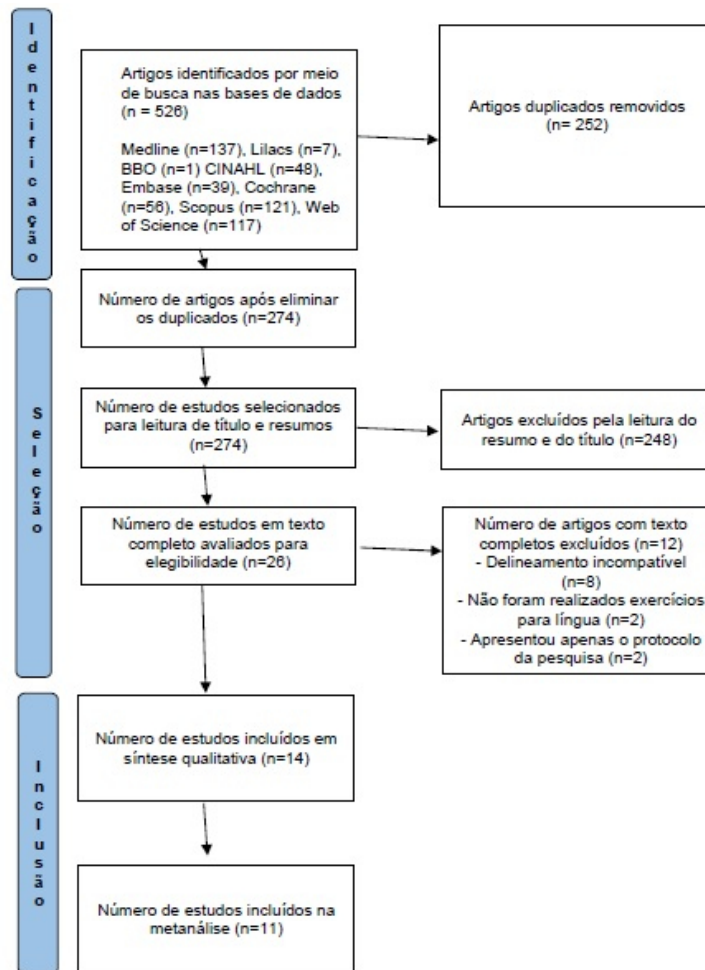 Identificação
Artigos identificados por meio
de busca nas bases de dados
(n = 526)
Medline (n=137), Lilacs (n=7),
BBO (n=1) CINAHL (n=48),
Embase (n=39), Cochrane
(n=56), Scopus (n=121), Web
of Science (n=117)
Artigos duplicados removidos
(n= 252)
Seleção
Número de artigos após eliminar
os duplicados (n=274)
Número de estudos selecionados
para leitura de título e resumos
(n=274)
Artigos excluídos pela leitura do
resumo e do título (n=248)
Número de estudos em texto
completo avaliados para
elegibilidade (n=26)
Número de artigos com texto
completos excluídos (n=12)
- Delineamento incompatível
(n=8)
- Não foram realizados exercícios
para língua (n=2)
- Apresentou apenas o protocolo
da pesquisa (n=2)
Inclusão
Número de estudos incluídos em
síntese qualitativa (n=14)
Número de estudos incluídos na
metanálise (n=11)